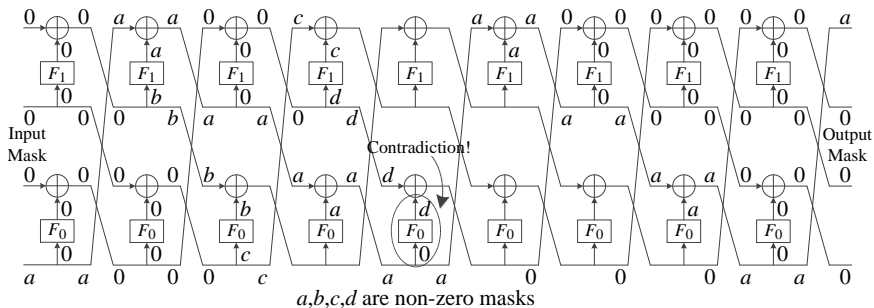 0 0 a a 0 0 c a a 0 0 0 0 0 a
0 a 0 c a 0 0 0
F1 F1 F1 F1 F1 F1 F1 F1 F1
0 b 0 d 0 0 0
0 0 0 b a a 0 d 0 a a 0 0 0 0
Input Mask
Contradiction!
Output Mask
0 0 0 0 b a a d 0 0 0 0
0 0 b a d a 0
F0 F0 F0 F0 F0 F0 F0 F0 F0
0 0 c 0 0
a a 0 0 0 c a a 0 0 0 a a
a,b,c,d are non-zero masks